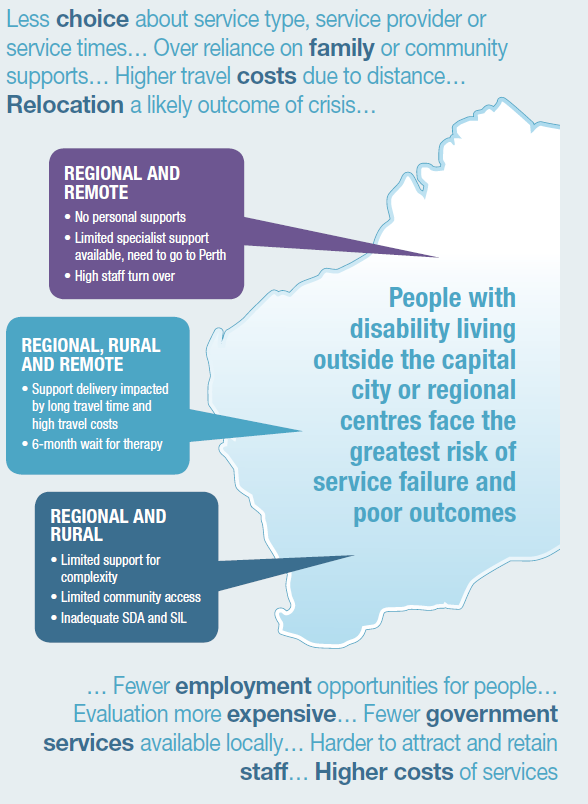 Less choice about service type, service provider or
service times… Over reliance on family or community
supports… Higher travel costs due to distance…
Relocation a likely outcome of crisis…
REGIONAL AND
REMOTE
• No personal supports
• Limited specialist support
available, need to go to Perth
• High staff turn over
People with
disability living
outside the capital
city or regional
centres face the
greatest risk of
service failure and
poor outcomes
REGIONAL, RURAL
AND REMOTE
• Support delivery impacted
by long travel time and
high travel costs
• 6-month wait for therapy
REGIONAL AND
RURAL
• Limited support for
complexity
• Limited community access
• Inadequate SDA and SIL
… Fewer employment opportunities for people…
Evaluation more expensive… Fewer government
services available locally… Harder to attract and retain
staff… Higher costs of services